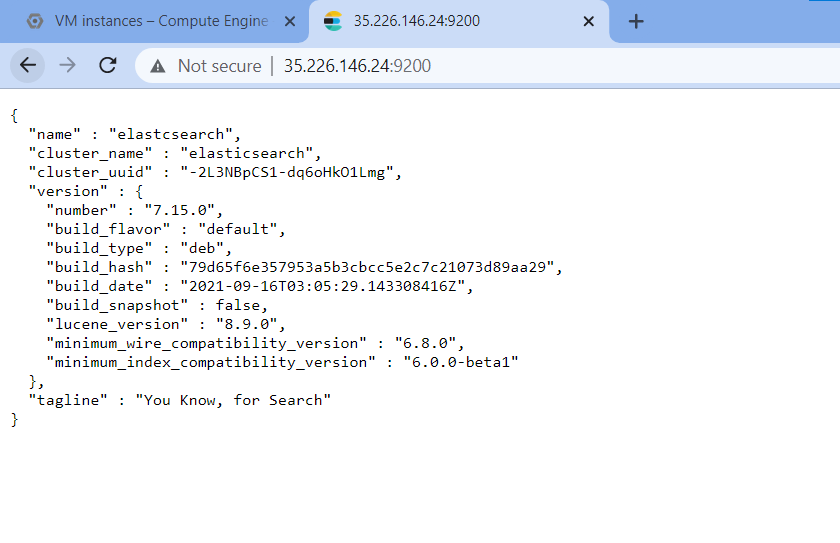 VM instances – Compute Engine
35.226.146.24:9200
Not secure | 35.226.146.24:9200
{
  "name" : "elastcsearch",
  "cluster_name" : "elasticsearch",
  "cluster_uuid" : "-2L3NBpCS1-dq6oHkO1Lmg",
  "version" : {
    "number" : "7.15.0",
    "build_flavor" : "default",
    "build_type" : "deb",
    "build_hash" : "79d65f6e357953a5b3cbcc5e2c7c21073d89aa29",
    "build_date" : "2021-09-16T03:05:29.143308416Z",
    "build_snapshot" : false,
    "lucene_version" : "8.9.0",
    "minimum_wire_compatibility_version" : "6.8.0",
    "minimum_index_compatibility_version" : "6.0.0-beta1"
  },
  "tagline" : "You Know, for Search"
}